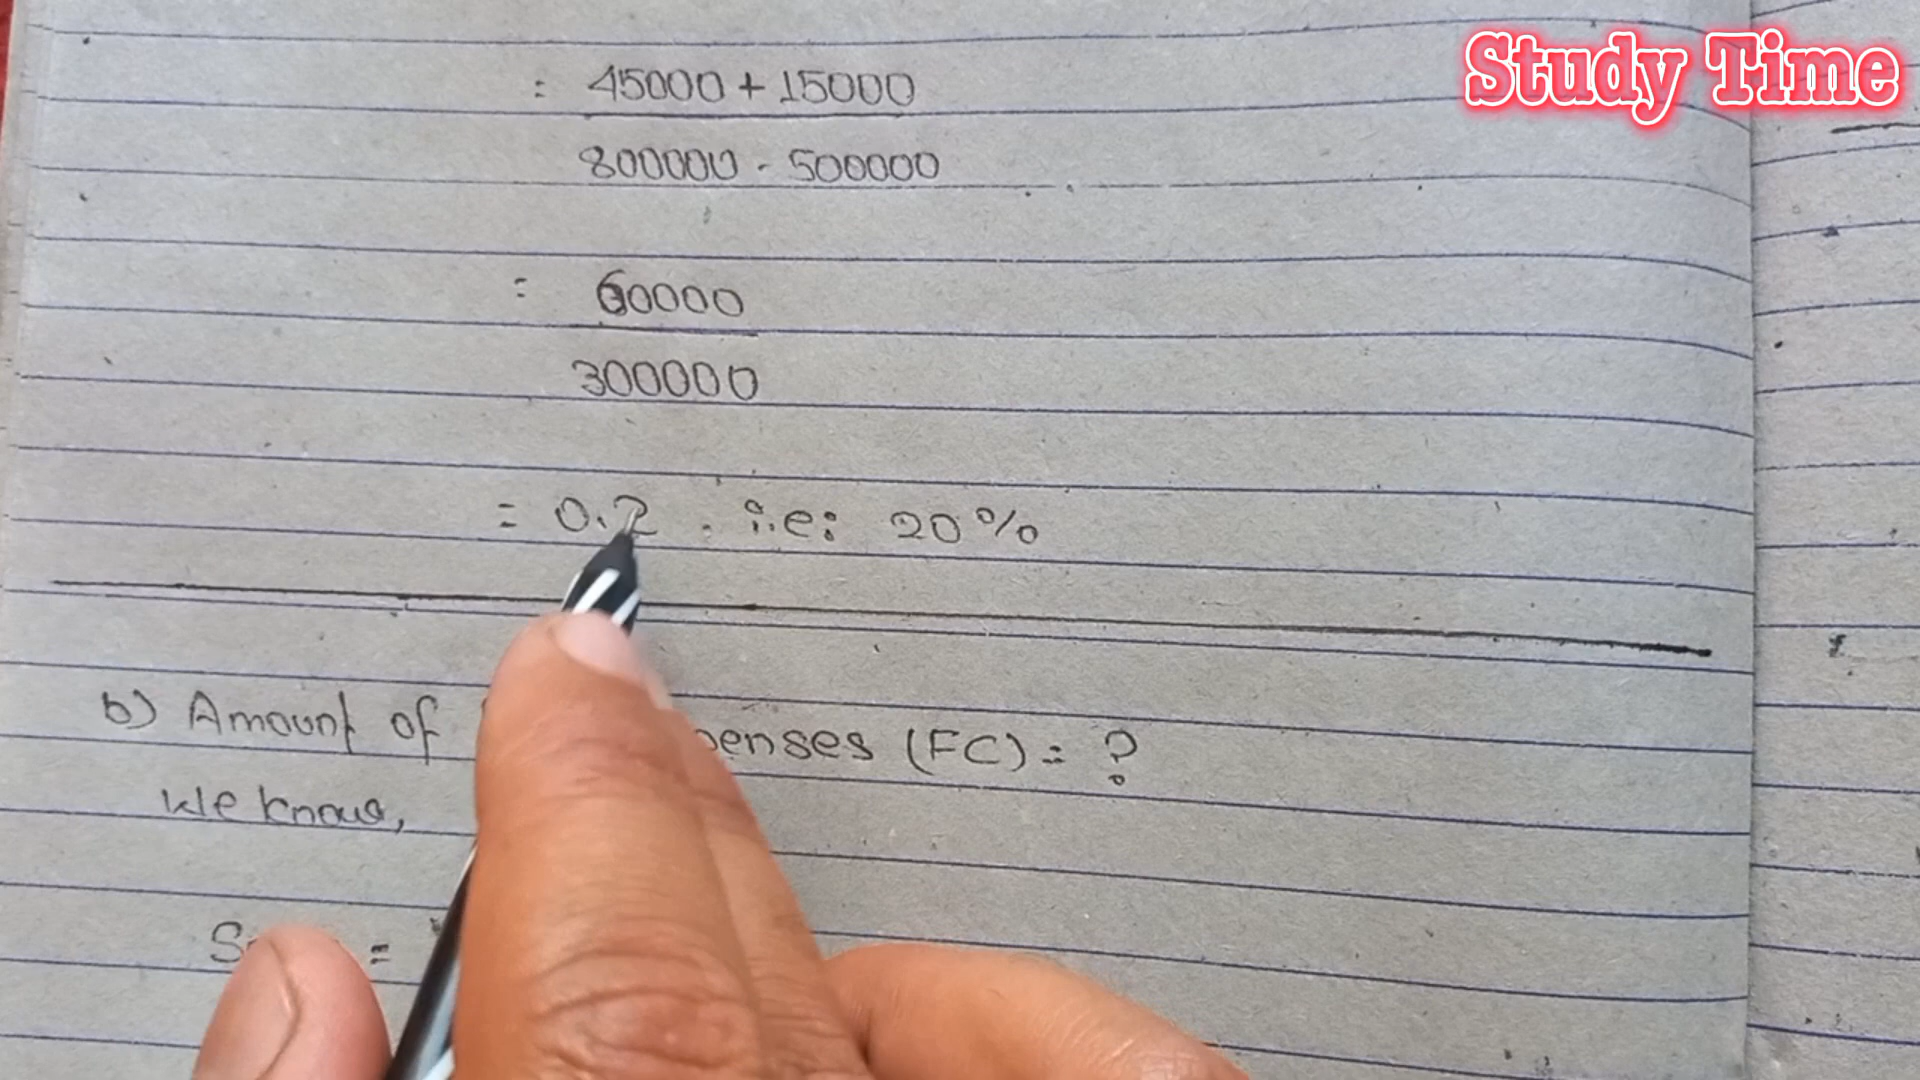 Study Time
= 45000 + 15000
800000 - 500000
= 60000
300000
= 0.2 . i.e: 20%
b) Amount of penses (FC) = ?
We know,
=